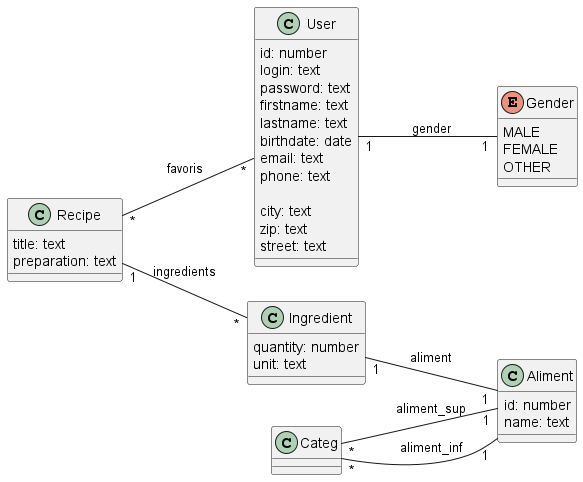 C User
id: number
login: text
password: text
firstname: text
lastname: text
birthdate: date
email: text
phone: text
city: text
zip: text
street: text
gender
1
1
E Gender
MALE
FEMALE
OTHER
favoris
*
*
C Recipe
title: text
preparation: text
ingredients
1
*
C Ingredient
quantity: number
unit: text
aliment
1
1
C Aliment
id: number
name: text
aliment_sup
1
*
C Categ
aliment_inf
1
*